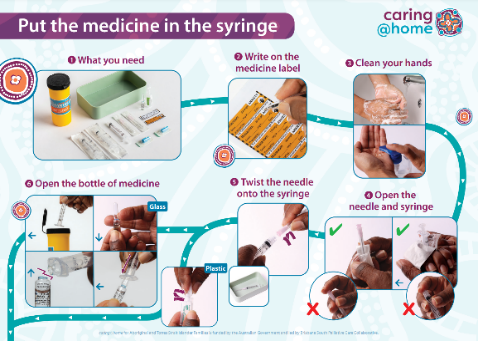 Put the medicine in the syringe
caring
@home
1 What you need
2 Write on the
medicine label
3 Clean your hands
6 Open the bottle of medicine
5 Twist the needle
onto the syringe
4 Open the
needle and syringe
Glass
Plastic